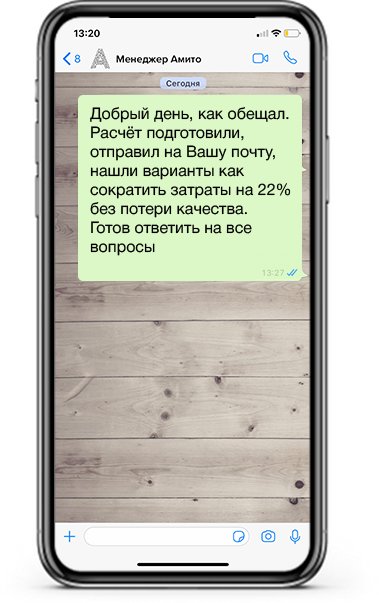 13:20
8 Менеджер Амито
Сегодня
Добрый день, как обещал.
Расчёт подготовили,
отправил на Вашу почту,
нашли варианты как
сократить затраты на 22%
без потери качества.
Готов ответить на все
вопросы
13:27